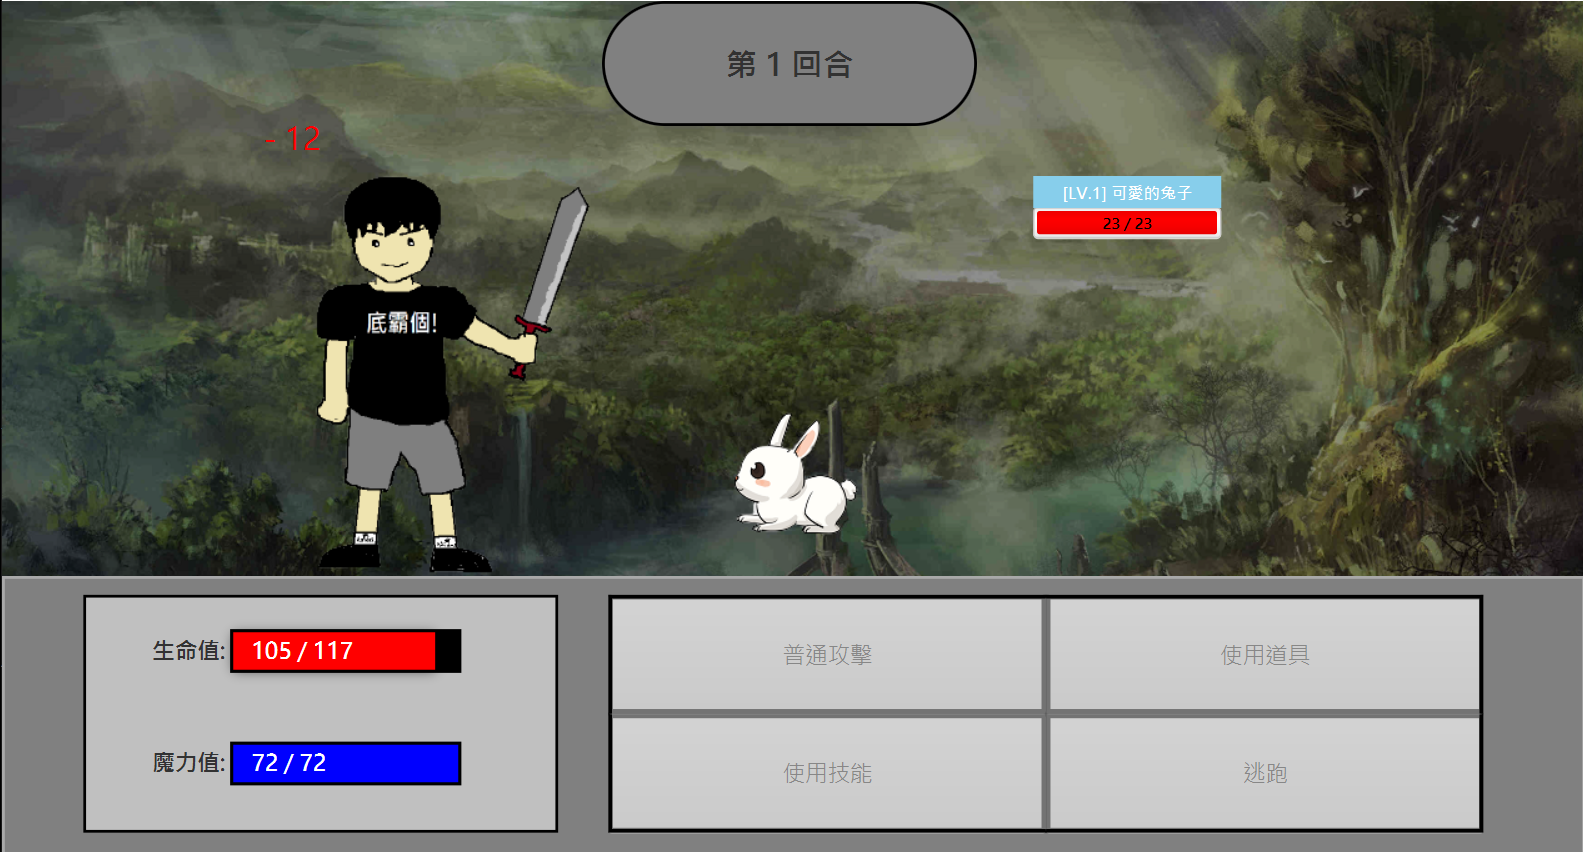 第 1 回合
- 12
[LV.1] 可愛的兔子
23 / 23
底霸個!
生命值: 105 / 117
魔力值: 72 / 72
普通攻擊
使用道具
使用技能
逃跑